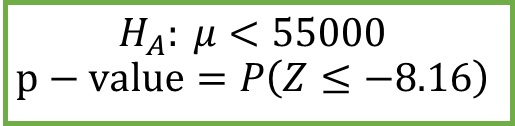 H_A: μ < 55000
p − value = P(Z ≤ −8.16)